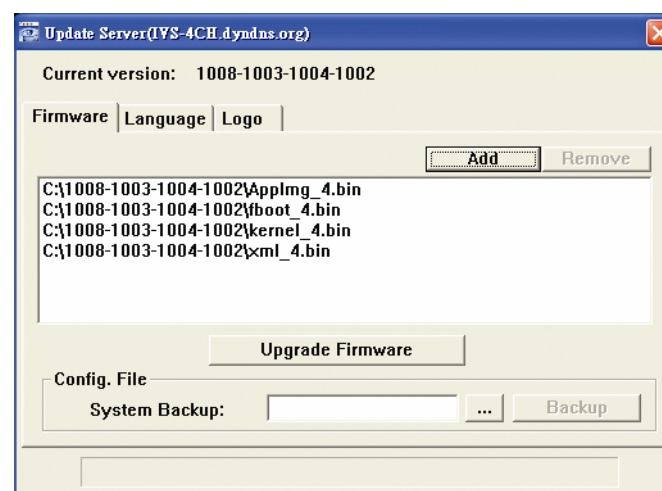 Update Server(IVS-4CH.dyndns.org)
Current version: 1008-1003-1004-1002
Firmware Language Logo
Add Remove
C:\1008-1003-1004-1002\AppImg_4.bin
C:\1008-1003-1004-1002\fboot_4.bin
C:\1008-1003-1004-1002\kernel_4.bin
C:\1008-1003-1004-1002\xml_4.bin
Upgrade Firmware
Config. File
System Backup: ... Backup